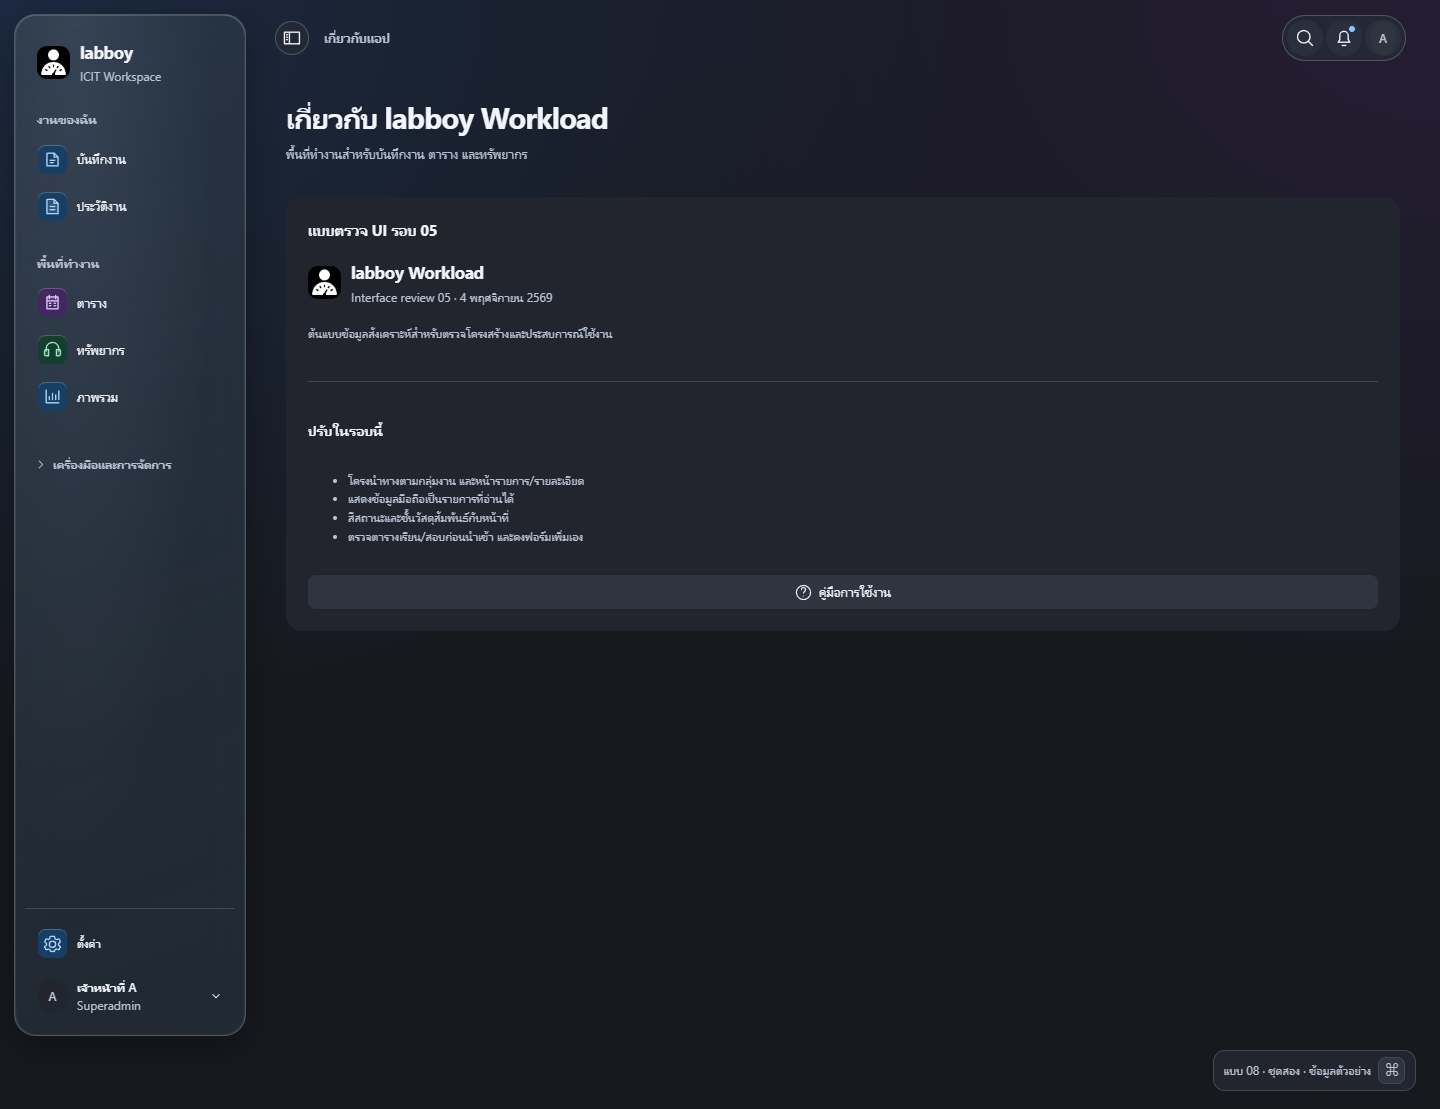 labboy
ICIT Workspace
งานของฉัน
บันทึกงาน
ประวัติงาน
พื้นที่ทำงาน
ตาราง
ทรัพยากร
ภาพรวม
เครื่องมือและการจัดการ
ตั้งค่า
A
เจ้าหน้าที่ A
Superadmin
เกี่ยวกับแอป
A
เกี่ยวกับ labboy Workload
พื้นที่ทำงานสำหรับบันทึกงาน ตาราง และทรัพยากร
แบบตรวจ UI รอบ 05
labboy Workload
Interface review 05 · 4 พฤศจิกายน 2569
ต้นแบบข้อมูลสังเคราะห์สำหรับตรวจโครงสร้างและประสบการณ์ใช้งาน
ปรับในรอบนี้
• โครงนำทางตามกลุ่มงาน และหน้ารายการ/รายละเอียด
• แสดงข้อมูลมือถือเป็นรายการที่อ่านได้
• สีสถานะและชั้นวัสดุสัมพันธ์กับหน้าที่
• ตรวจตารางเรียน/สอบก่อนนำเข้า และคงฟอร์มเพิ่มเอง
คู่มือการใช้งาน
แบบ 08 · ชุดสอง · ข้อมูลตัวอย่าง ⌘